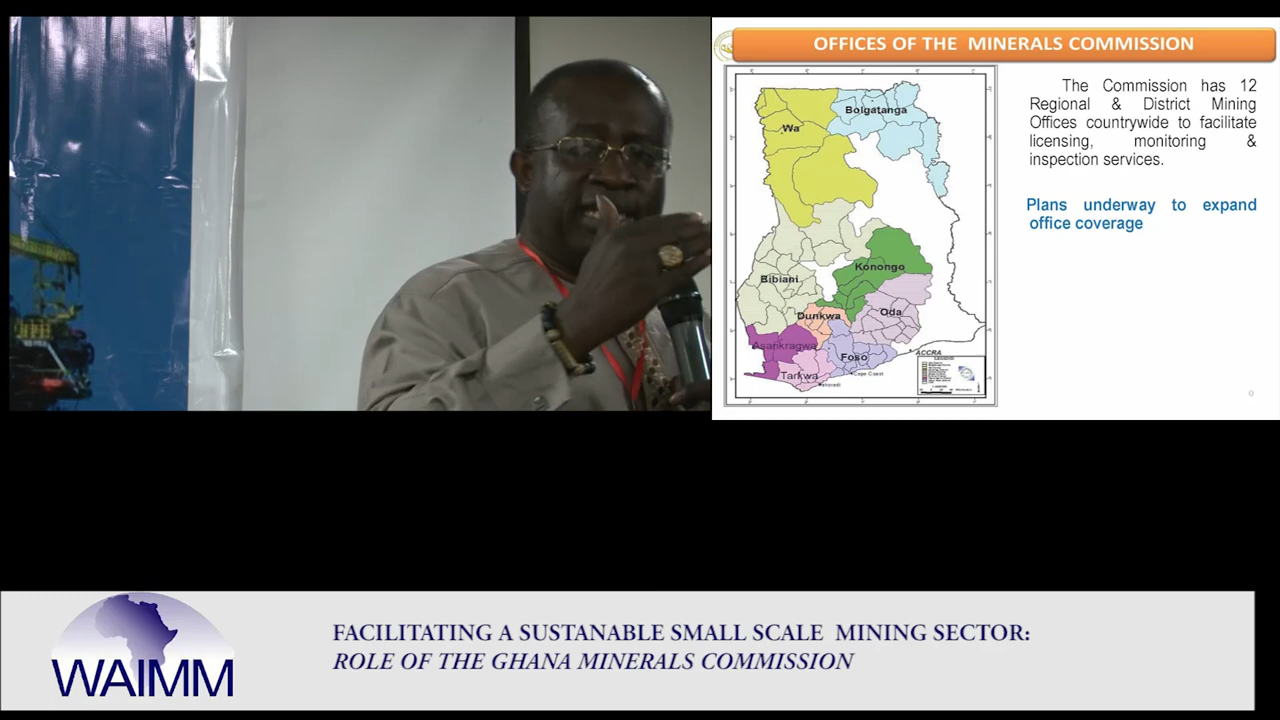 OFFICES OF THE MINERALS COMMISSION
The Commission has 12
Regional & District Mining
Offices countrywide to facilitate
licensing, monitoring &
inspection services.
Plans underway to expand
office coverage
Bolgatanga
Wa
Konongo
Bibiani
Dunkwa
Oda
Asankragwa
Foso
ACCRA
Tarkwa
Cape Coast
0
WAIMM
FACILITATING A SUSTANABLE SMALL SCALE MINING SECTOR:
ROLE OF THE GHANA MINERALS COMMISSION